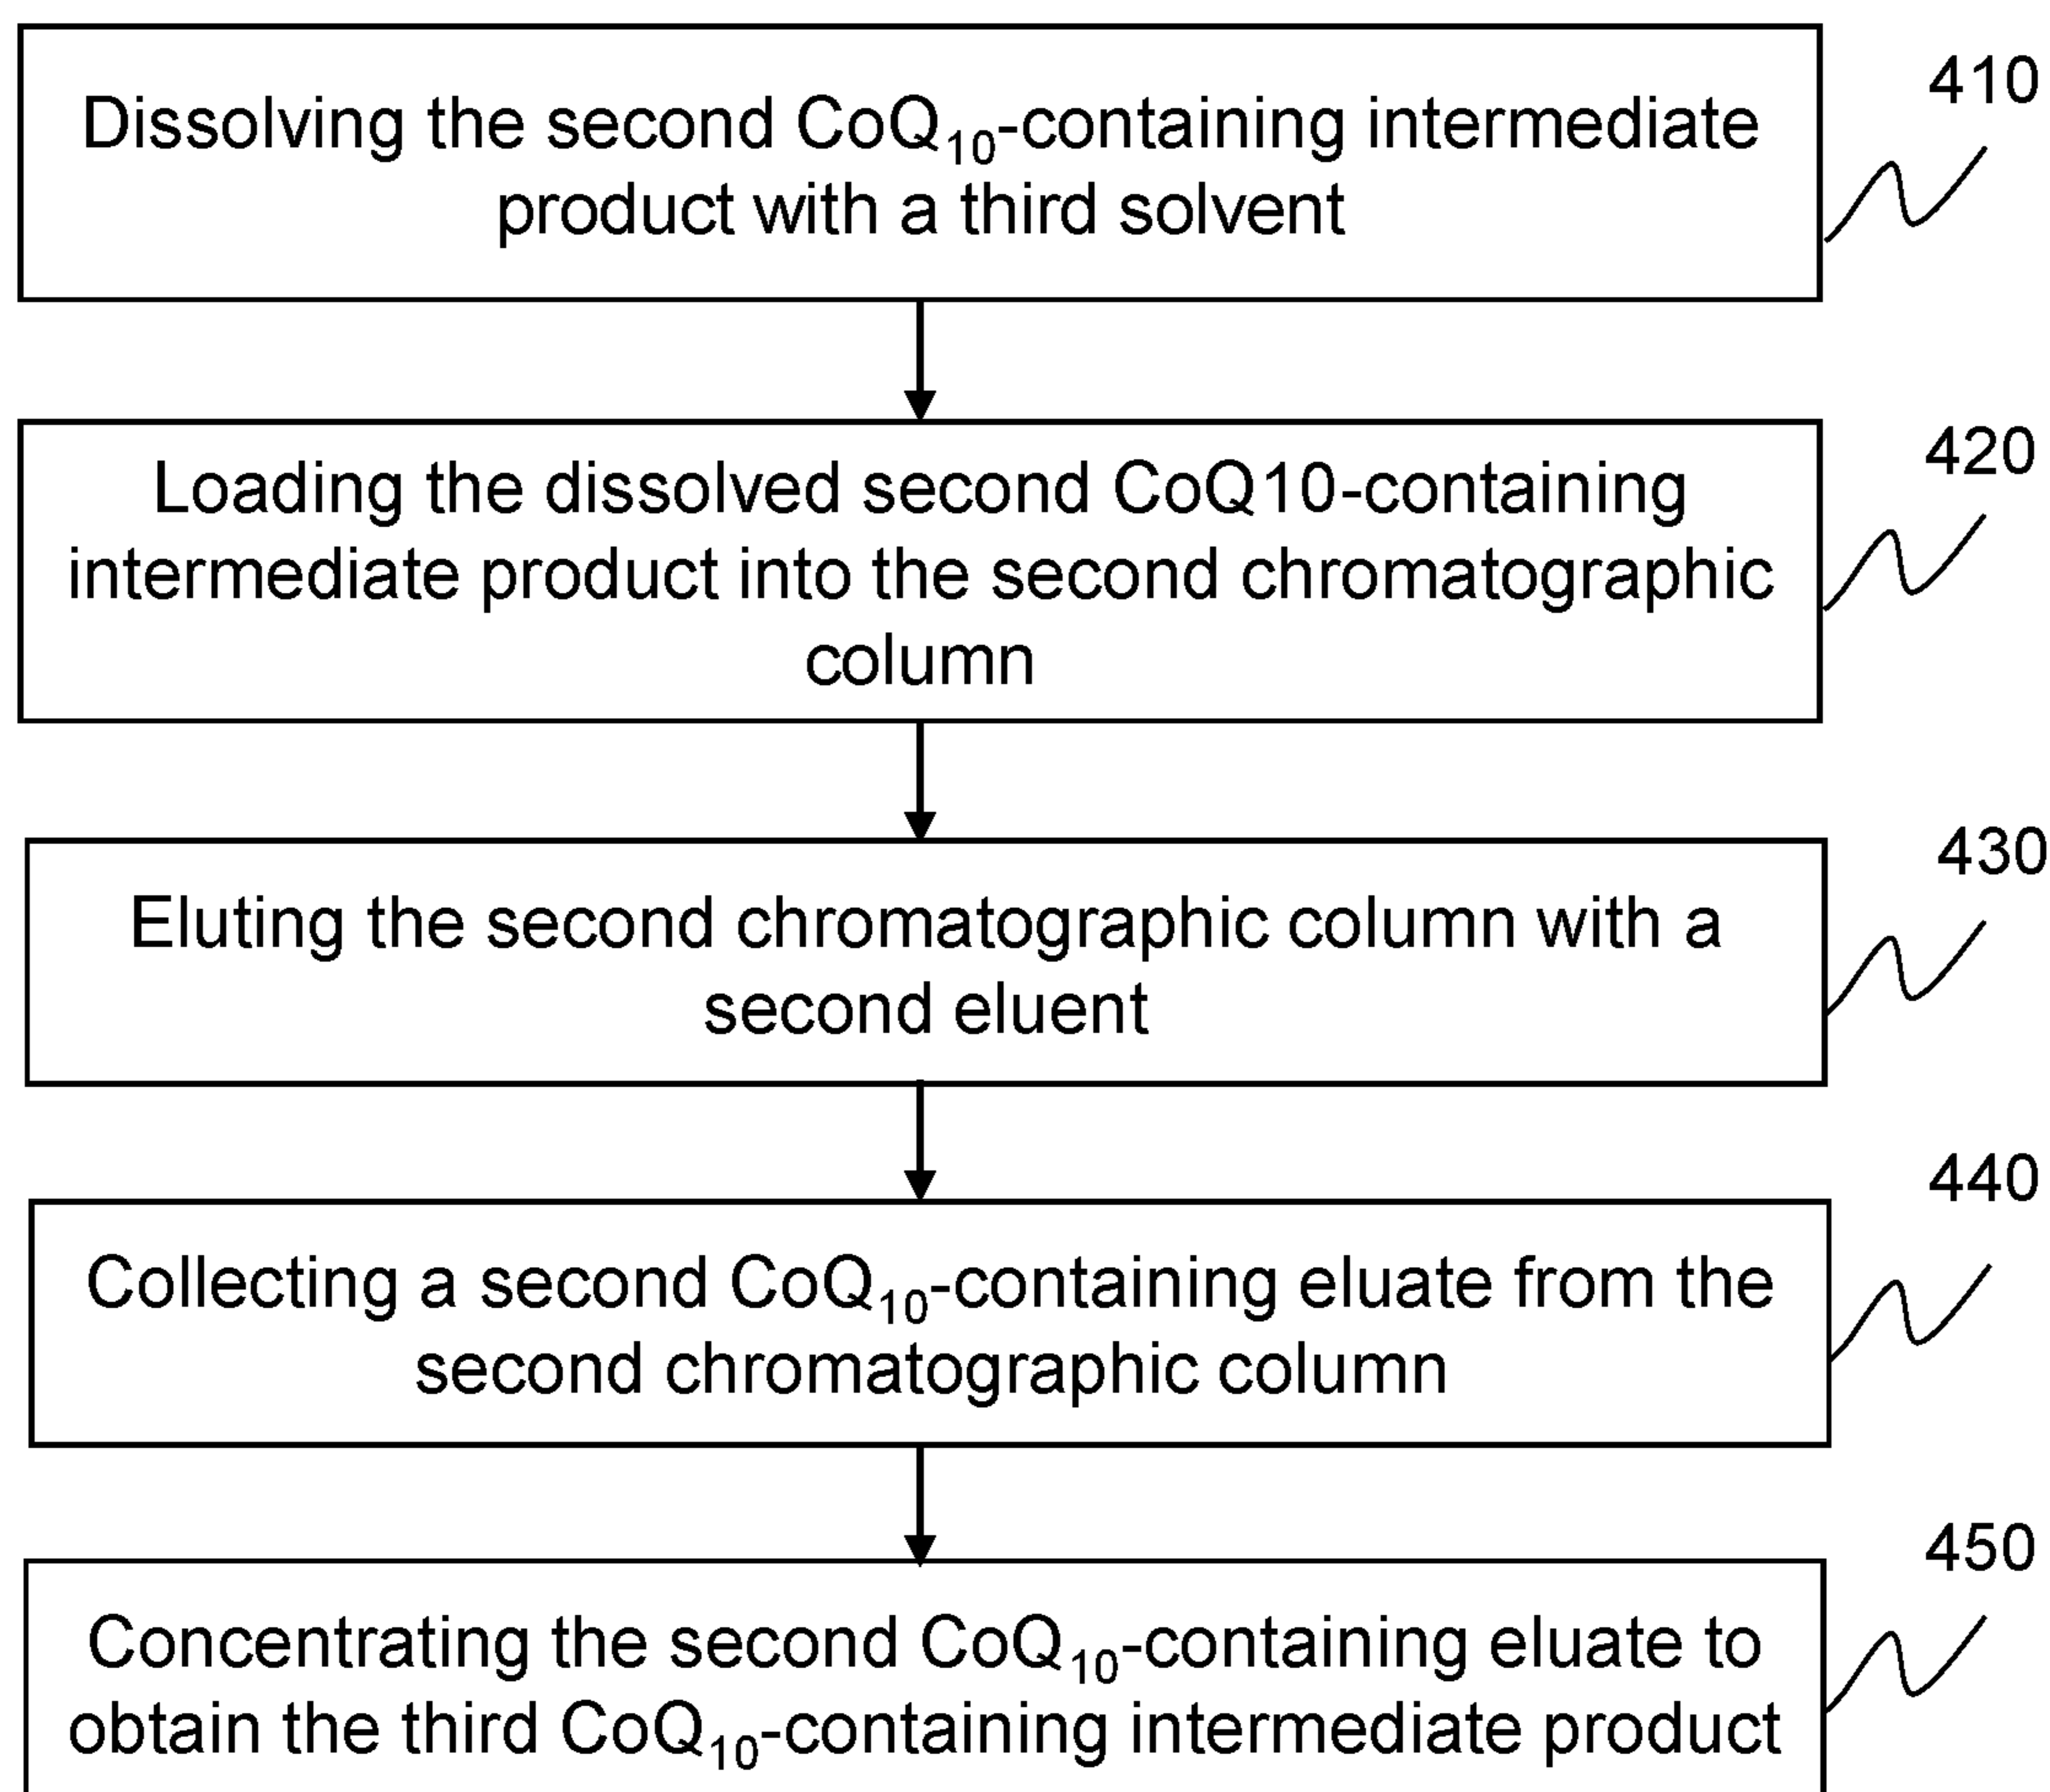 410
Dissolving the second CoQ₁₀-containing intermediate
product with a third solvent
420
Loading the dissolved second CoQ10-containing
intermediate product into the second chromatographic
column
430
Eluting the second chromatographic column with a
second eluent
440
Collecting a second CoQ₁₀-containing eluate from the
second chromatographic column
450
Concentrating the second CoQ₁₀-containing eluate to
obtain the third CoQ₁₀-containing intermediate product